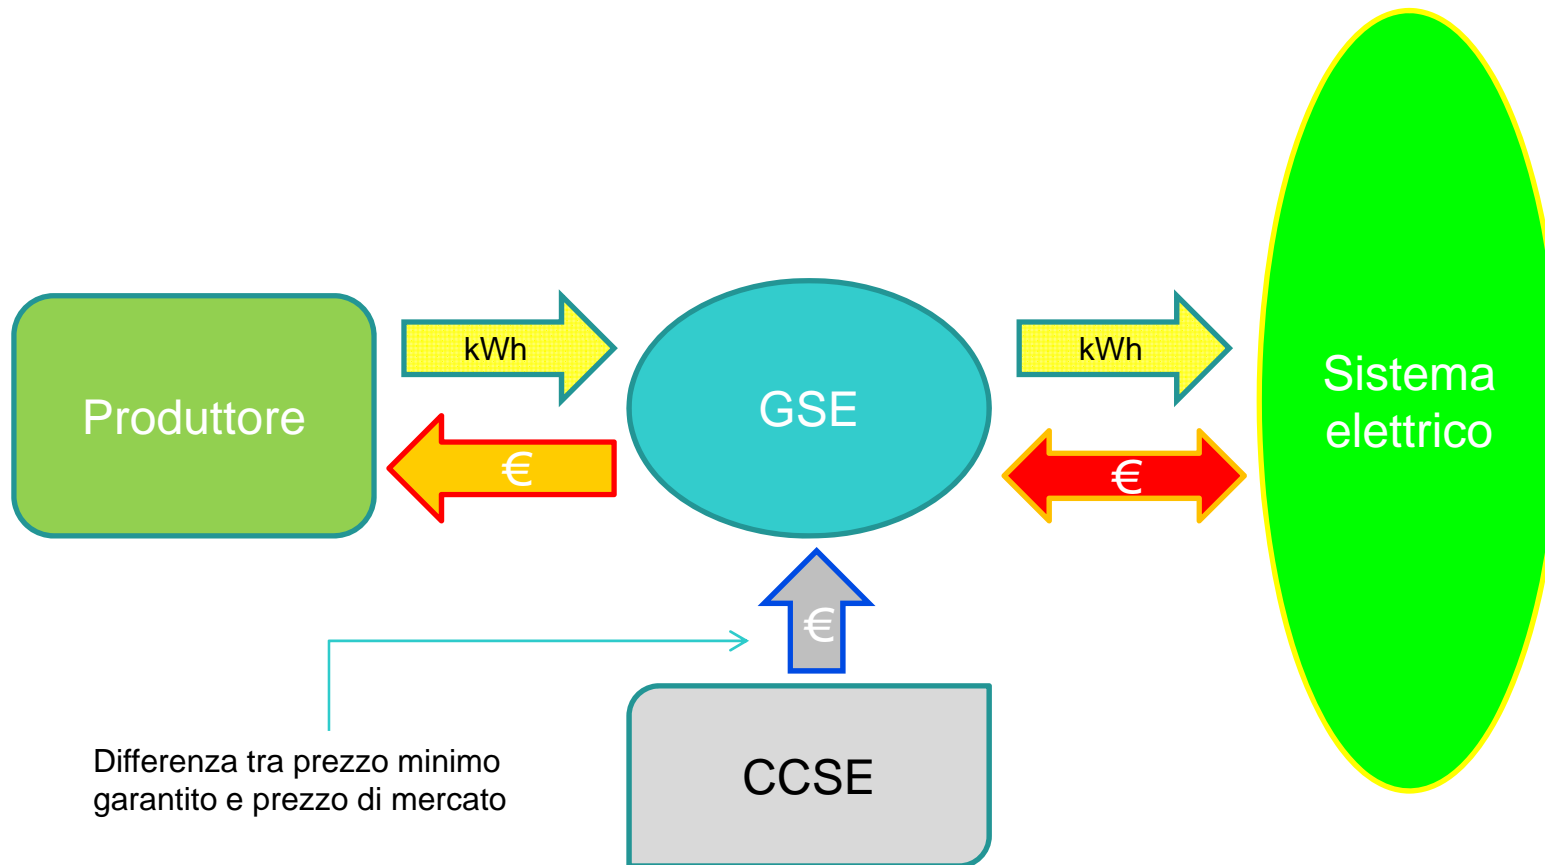 Produttore
kWh
€
GSE
kWh
€
Sistema
elettrico
€
Differenza tra prezzo minimo
garantito e prezzo di mercato
CCSE